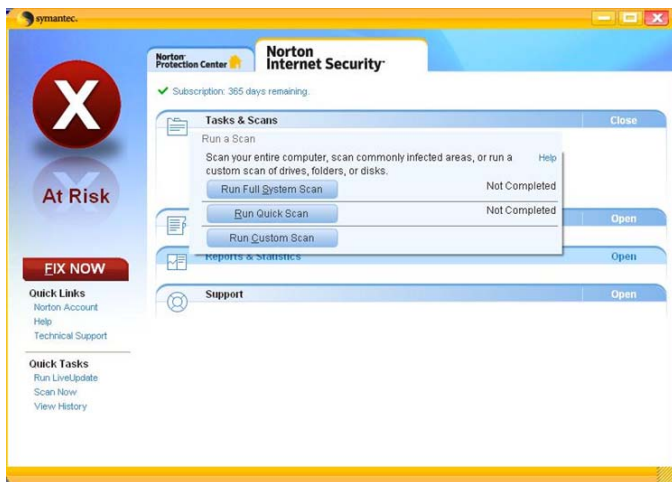 symantec.
Norton
Protection Center
Norton
Internet Security
Subscription: 365 days remaining.
At Risk
FIX NOW
Quick Links
Norton Account
Help
Technical Support
Quick Tasks
Run LiveUpdate
Scan Now
View History
Tasks & Scans Close
Run a Scan
Scan your entire computer, scan commonly infected areas, or run a Help
custom scan of drives, folders, or disks.
Run Full System Scan Not Completed
Run Quick Scan Not Completed
Run Custom Scan
Open
Reports & Statistics Open
Support Open